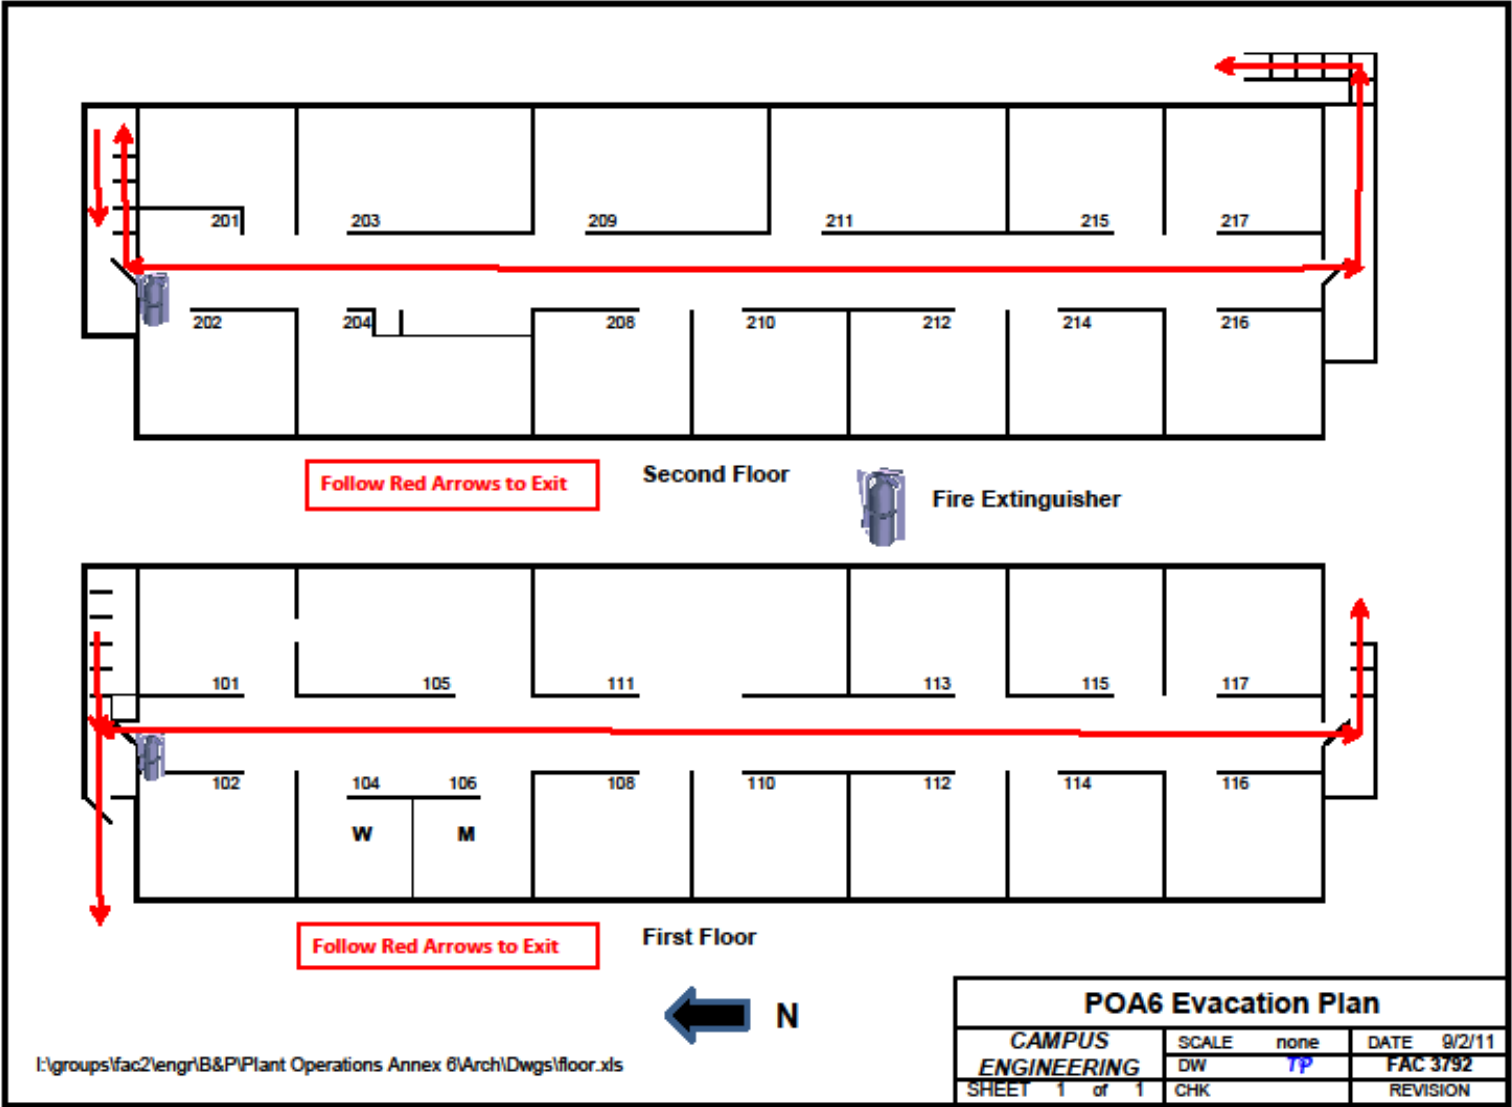 201 203 209 211 215 217
202 204 208 210 212 214 216
Follow Red Arrows to Exit
Second Floor
Fire Extinguisher
101 105 111 113 115 117
102 104 106 108 110 112 114 116
W M
Follow Red Arrows to Exit
First Floor
N
I:\groups\fac2\engr\B&P\Plant Operations Annex 6\Arch\Dwgs\floor.xls
POA6 Evacation Plan
CAMPUS
ENGINEERING
SCALE none
DATE 9/2/11
DW TP
FAC 3792
SHEET 1 of 1
CHK
REVISION